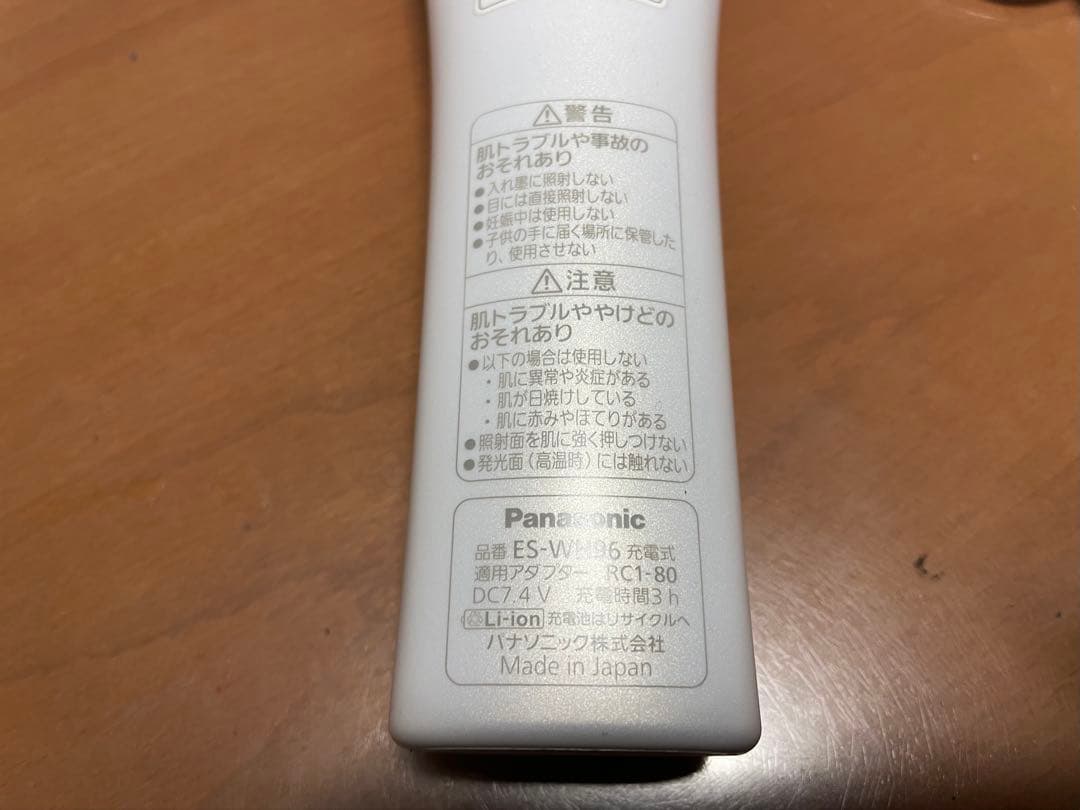 ⚠警告
肌トラブルや事故の
おそれあり
●入れ墨に照射しない
●目には直接照射しない
●妊娠中は使用しない
●子供の手に届く場所に保管した
り、使用させない
⚠注意
肌トラブルややけどの
おそれあり
●以下の場合は使用しない
・肌に異常や炎症がある
・肌が日焼けしている
・肌に赤みやほてりがある
●照射面を肌に強く押しつけない
●発光面(高温時)には触れない
Panasonic
品番 ES-WH96 充電式
適用アダプター RC1-80
DC7.4 V 充電時間3 h
Li-ion 充電池はリサイクルへ
パナソニック株式会社
Made in Japan